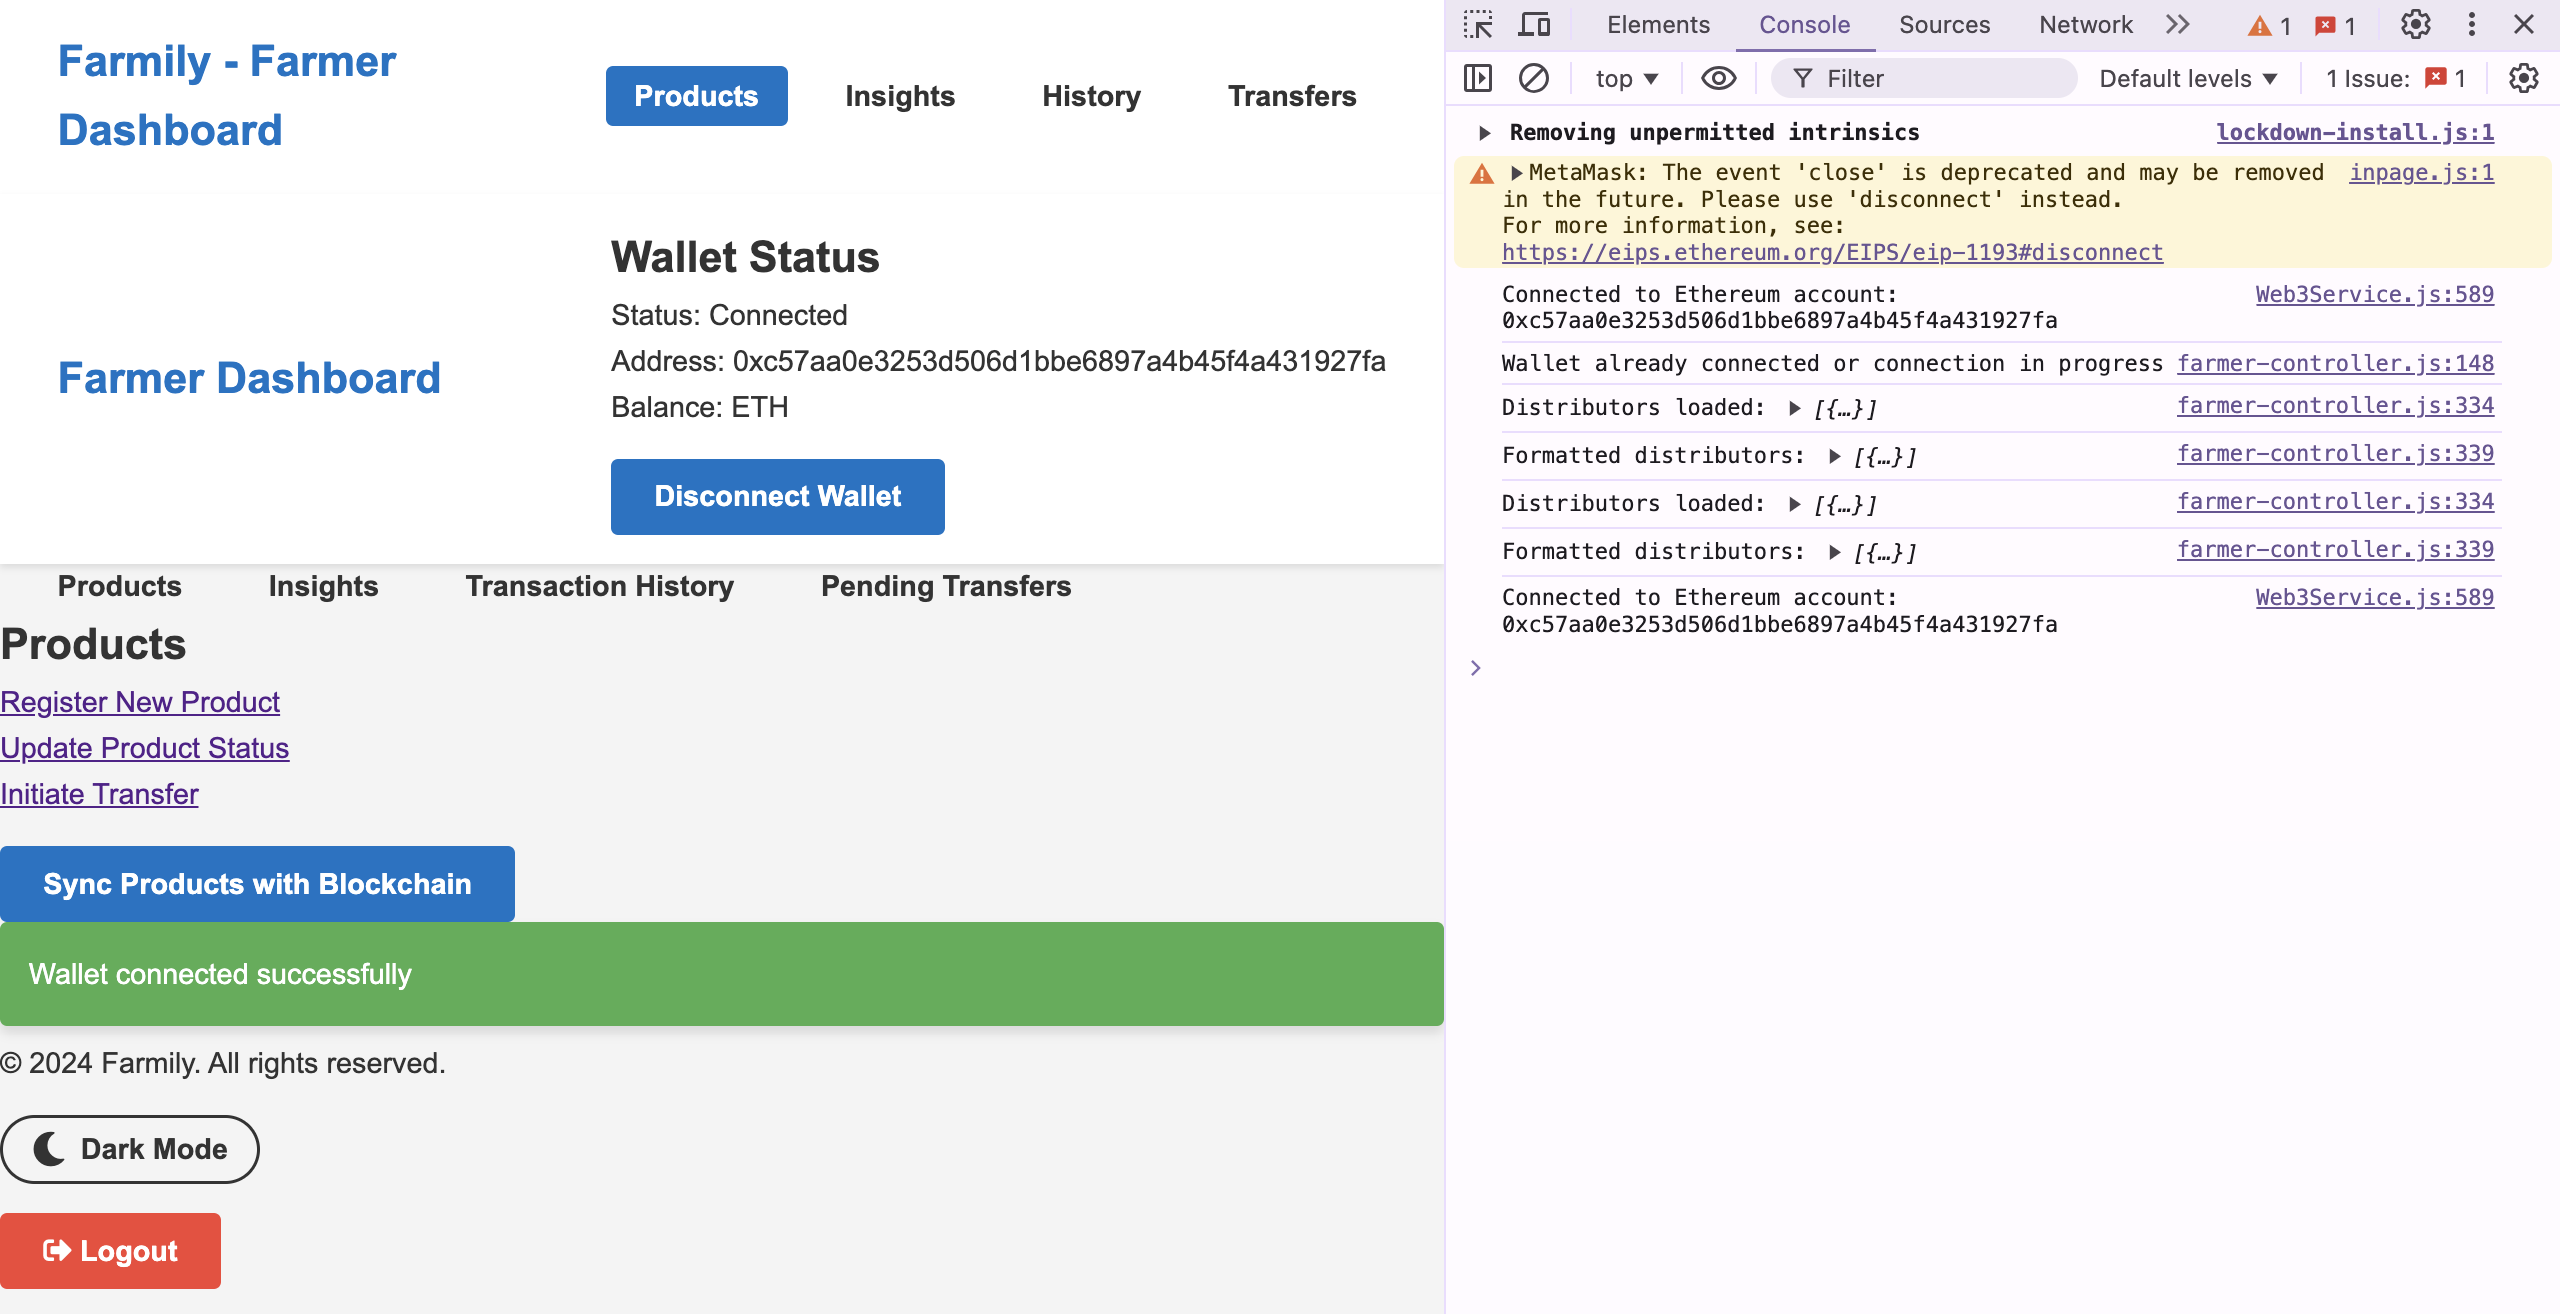 Farmily - Farmer
Dashboard
Products
Insights
History
Transfers
Farmer Dashboard
Wallet Status
Status: Connected
Address: 0xc57aa0e3253d506d1bbe6897a4b45f4a431927fa
Balance: ETH
Disconnect Wallet
Products
Insights
Transaction History
Pending Transfers
Products
Register New Product
Update Product Status
Initiate Transfer
Sync Products with Blockchain
Wallet connected successfully
© 2024 Farmily. All rights reserved.
Dark Mode
Logout
Elements
Console
Sources
Network
1
1
top
Filter
Default levels
1 Issue: 1
Removing unpermitted intrinsics lockdown-install.js:1
MetaMask: The event 'close' is deprecated and may be removed inpage.js:1
in the future. Please use 'disconnect' instead.
For more information, see:
https://eips.ethereum.org/EIPS/eip-1193#disconnect
Connected to Ethereum account: Web3Service.js:589
0xc57aa0e3253d506d1bbe6897a4b45f4a431927fa
Wallet already connected or connection in progress farmer-controller.js:148
Distributors loaded: [{…}] farmer-controller.js:334
Formatted distributors: [{…}] farmer-controller.js:339
Distributors loaded: [{…}] farmer-controller.js:334
Formatted distributors: [{…}] farmer-controller.js:339
Connected to Ethereum account: Web3Service.js:589
0xc57aa0e3253d506d1bbe6897a4b45f4a431927fa